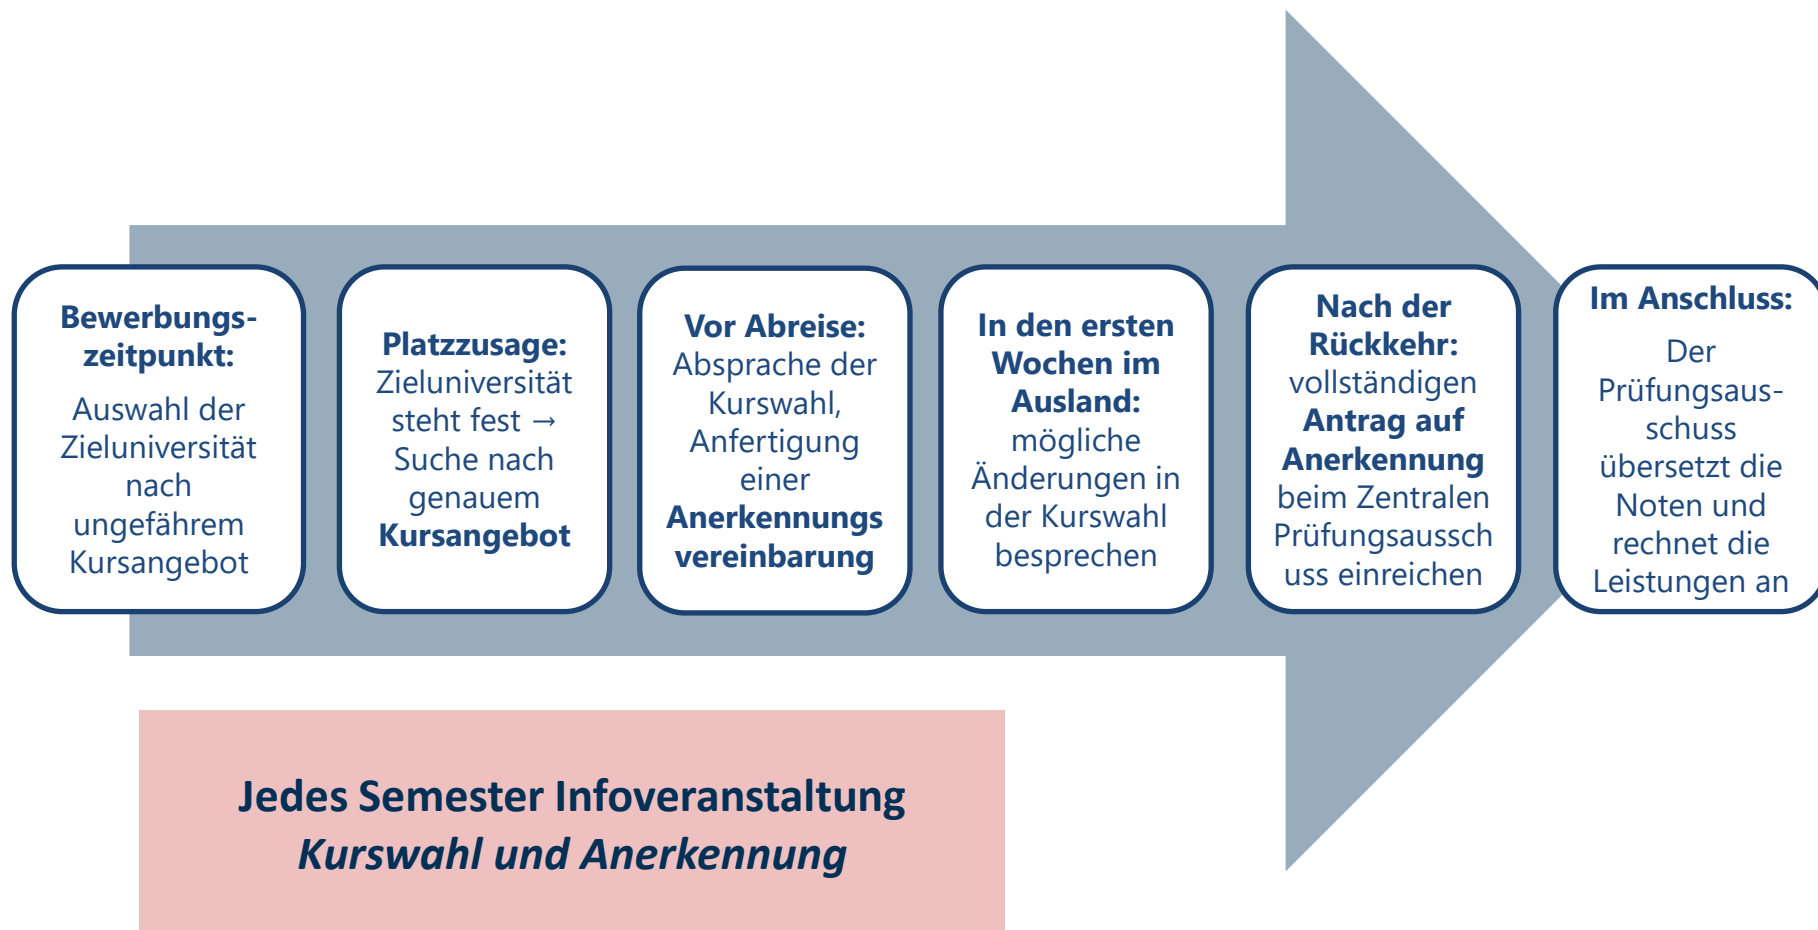 Bewerbungs-
zeitpunkt:
Auswahl der
Zieluniversität
nach
ungefährem
Kursangebot
Platzzusage:
Zieluniversität
steht fest →
Suche nach
genauem
Kursangebot
Vor Abreise:
Absprache der
Kurswahl,
Anfertigung
einer
Anerkennungs
vereinbarung
In den ersten
Wochen im
Ausland:
mögliche
Änderungen in
der Kurswahl
besprechen
Nach der
Rückkehr:
vollständigen
Antrag auf
Anerkennung
beim Zentralen
Prüfungsaussch
uss einreichen
Im Anschluss:
Der
Prüfungsaus-
schuss
übersetzt die
Noten und
rechnet die
Leistungen an
Jedes Semester Infoveranstaltung
Kurswahl und Anerkennung